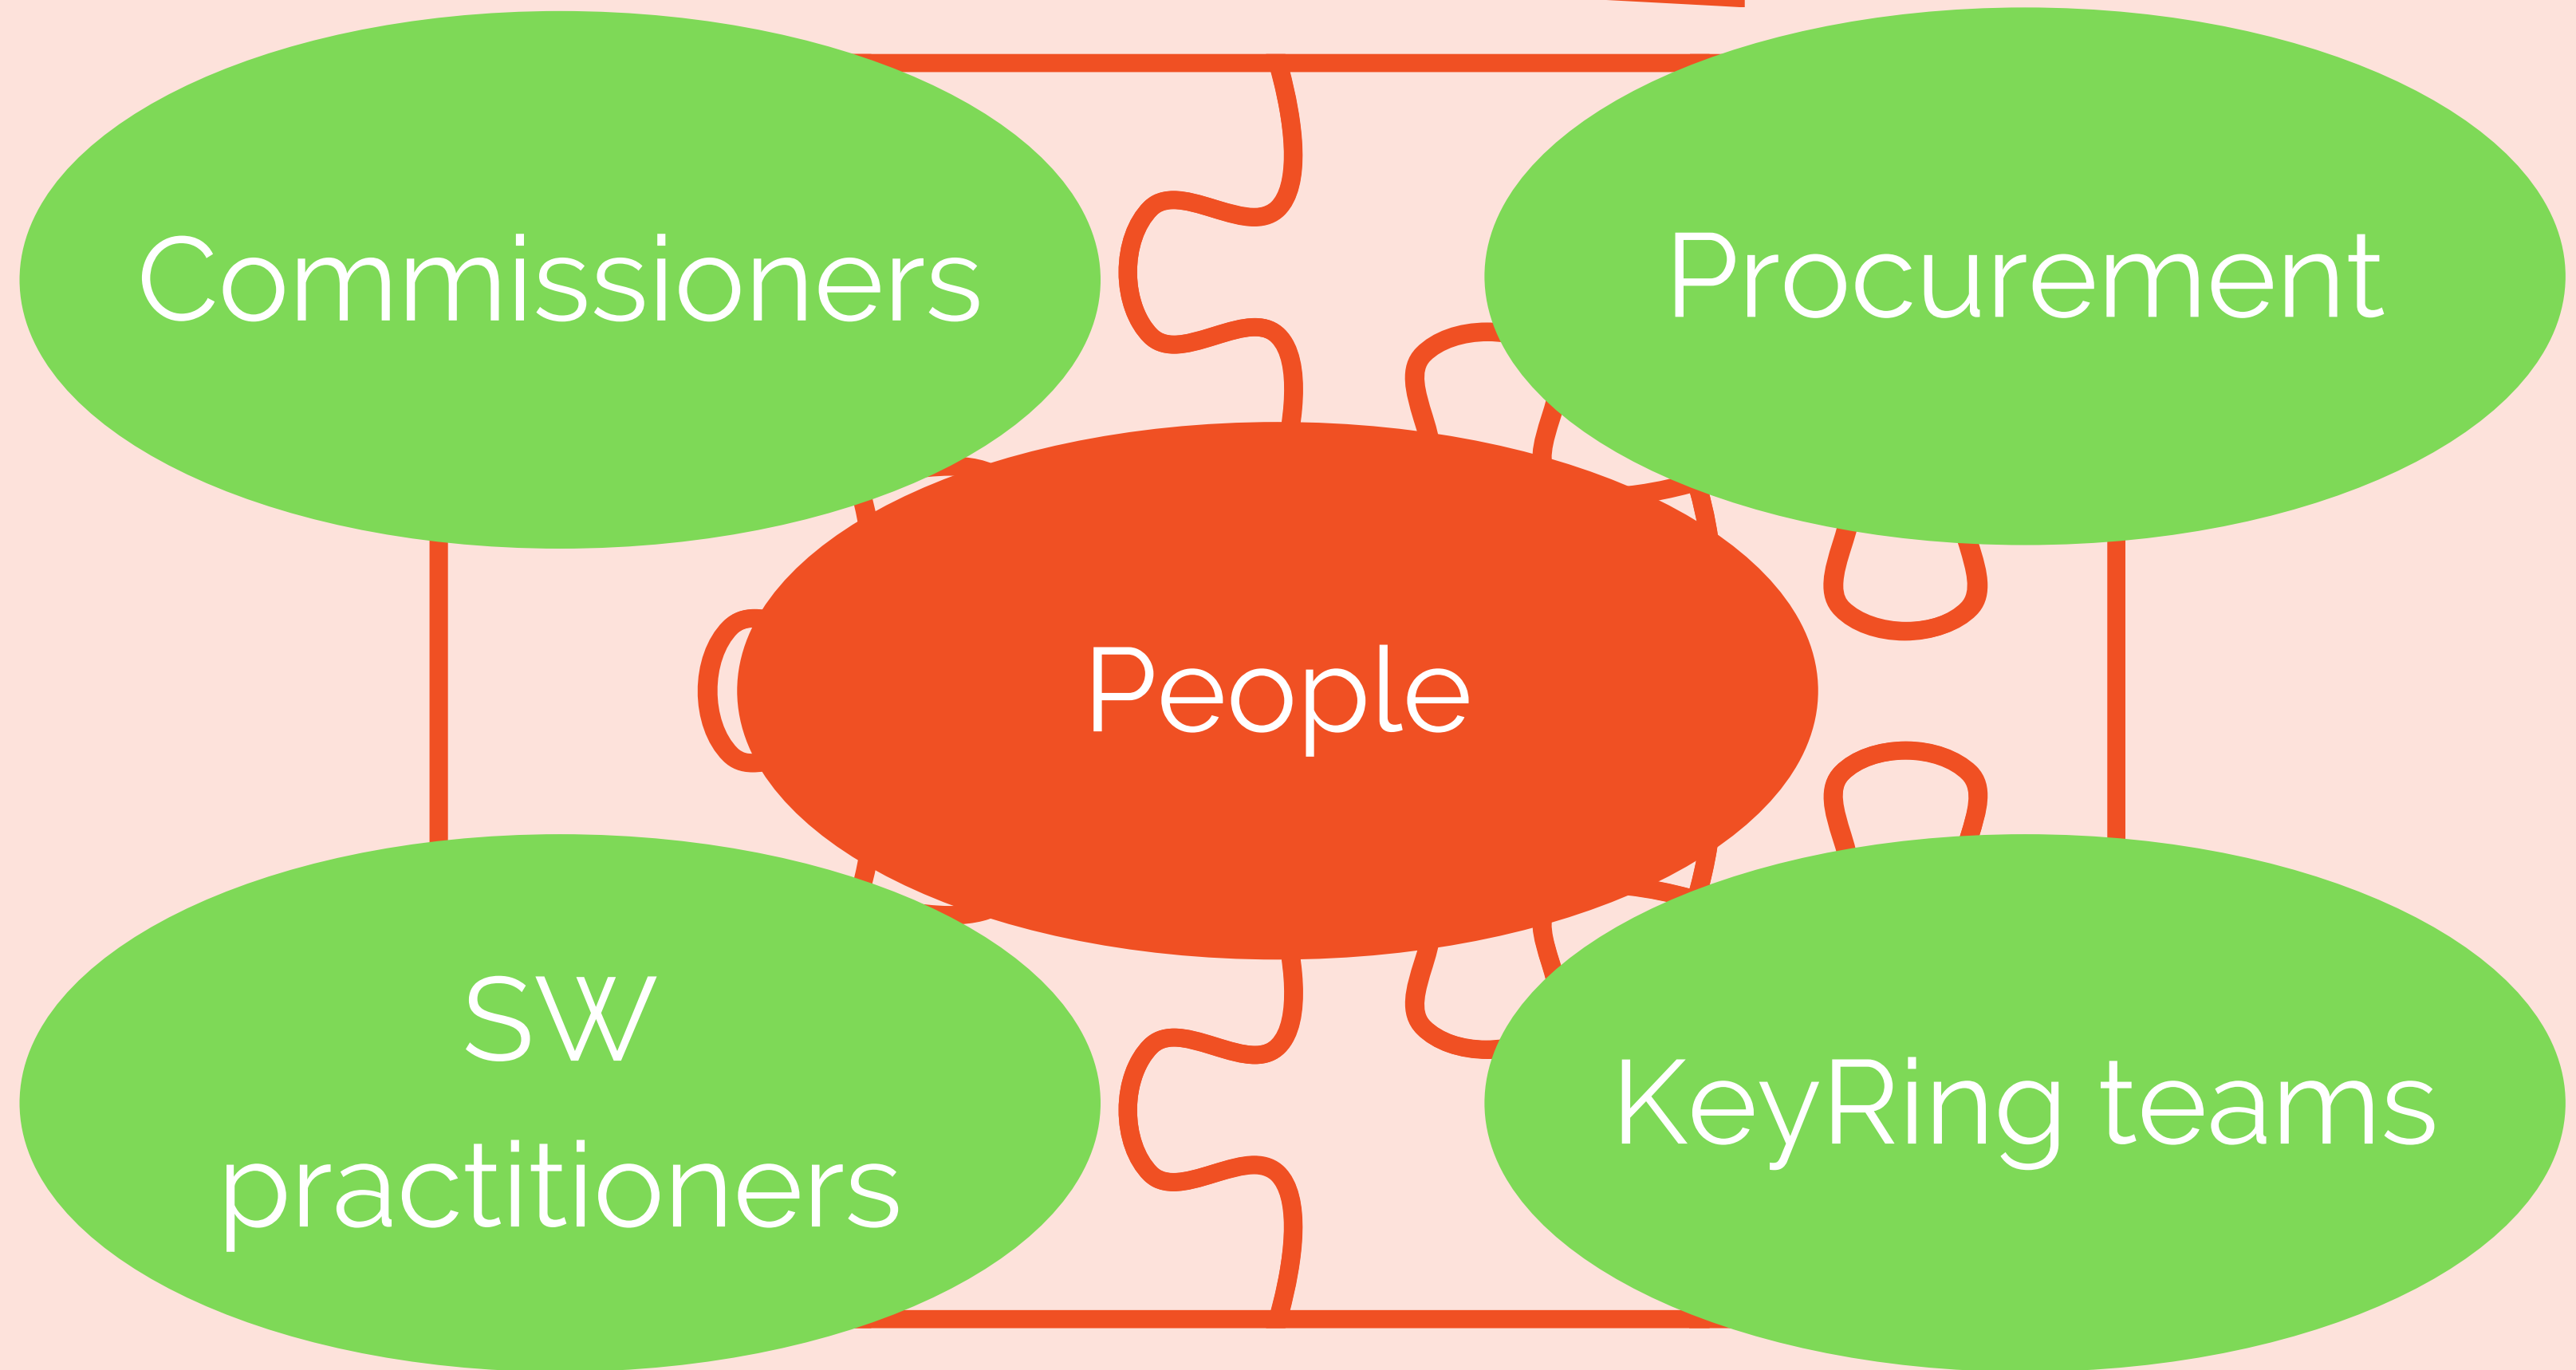 Commissioners
Procurement
People
SW
practitioners
KeyRing teams